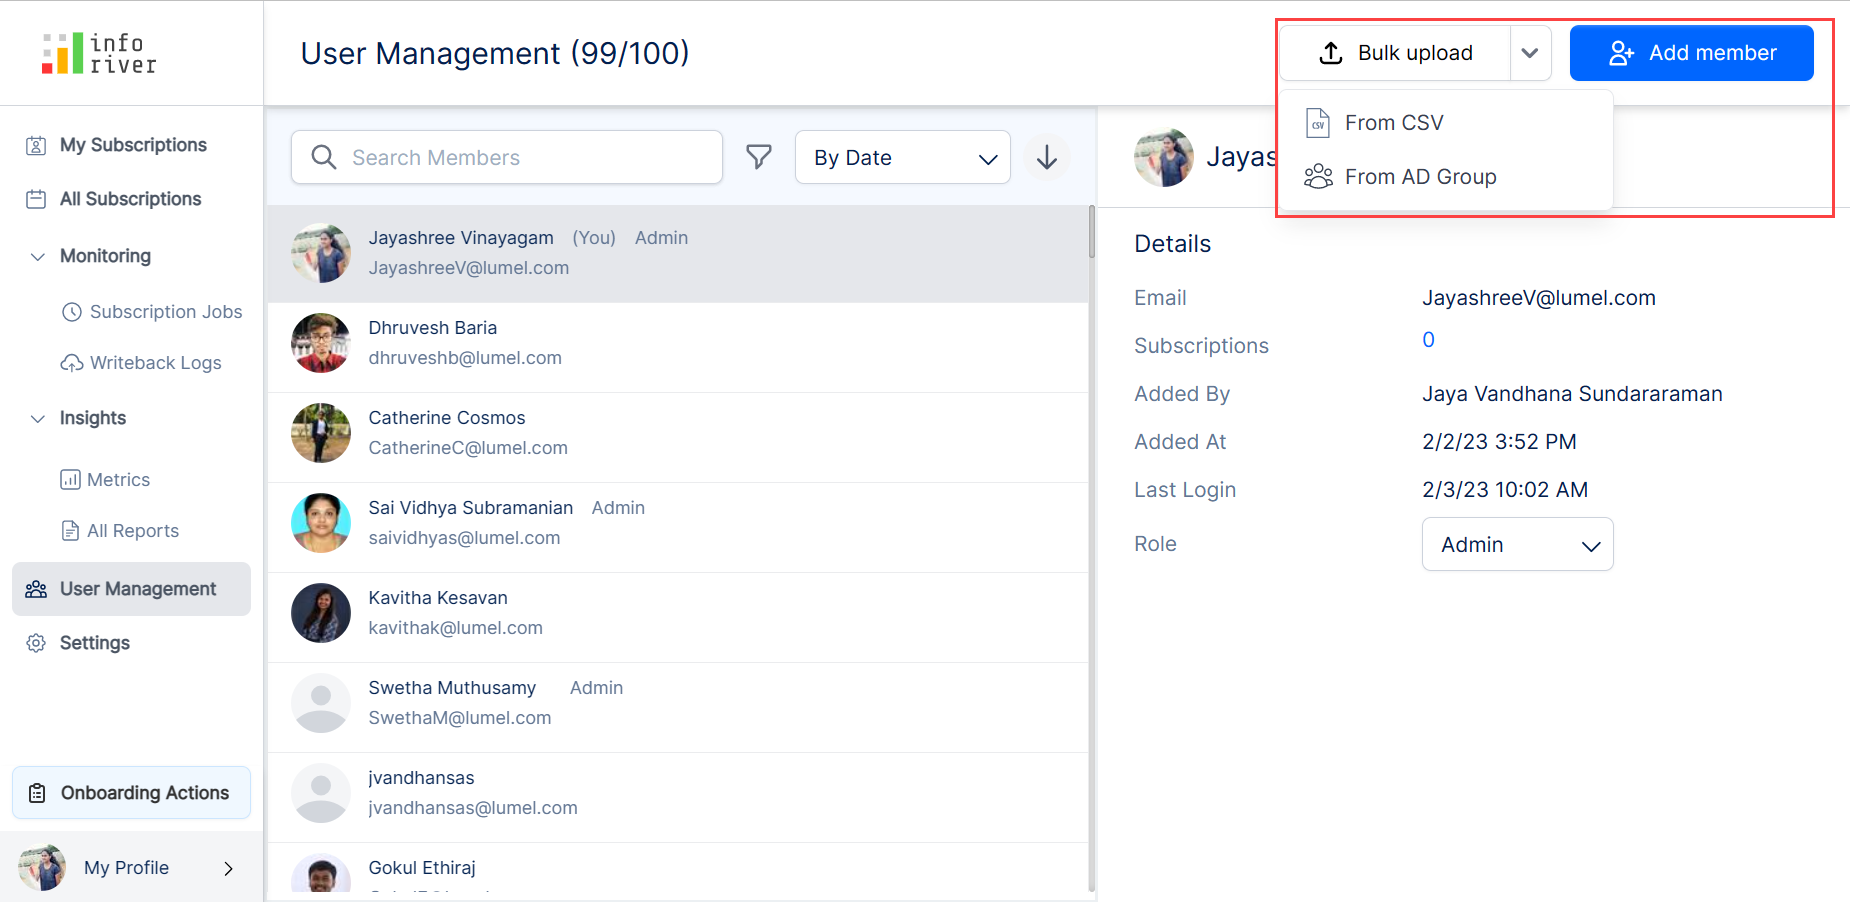 info
river
User Management (99/100)
Bulk upload
Add member
CSV
From CSV
From AD Group
My Subscriptions
All Subscriptions
Monitoring
Subscription Jobs
Writeback Logs
Insights
Metrics
All Reports
User Management
Settings
Onboarding Actions
My Profile
Search Members
By Date
Jayashree Vinayagam (You) Admin
JayashreeV@lumel.com
Dhruvesh Baria
dhruveshb@lumel.com
Catherine Cosmos
CatherineC@lumel.com
Sai Vidhya Subramanian Admin
saividhyas@lumel.com
Kavitha Kesavan
kavithak@lumel.com
Swetha Muthusamy Admin
SwethaM@lumel.com
jvandhansas
jvandhansas@lumel.com
Gokul Ethiraj
Jayas
Details
Email JayashreeV@lumel.com
Subscriptions 0
Added By Jaya Vandhana Sundararaman
Added At 2/2/23 3:52 PM
Last Login 2/3/23 10:02 AM
Role Admin